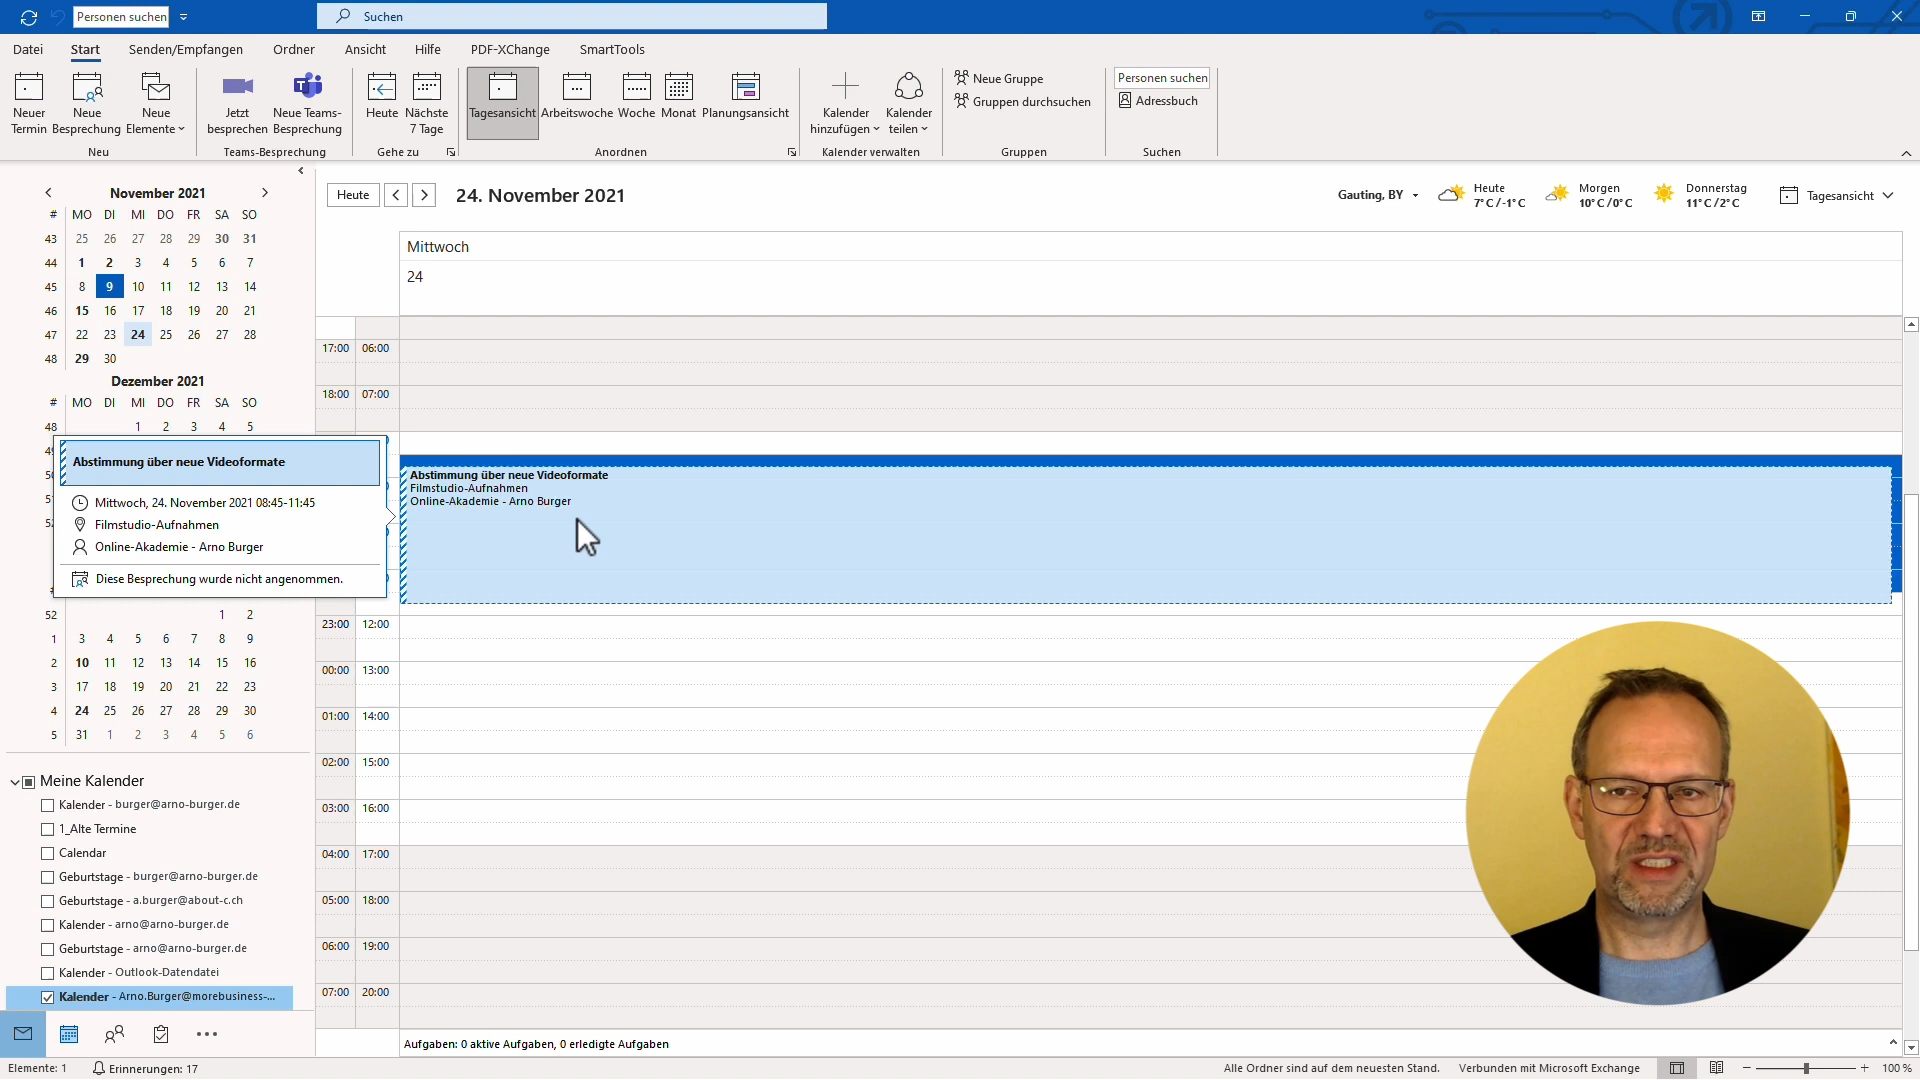 Personen suchen
Suchen
Datei Start Senden/Empfangen Ordner Ansicht Hilfe PDF-XChange SmartTools
Neuer Termin
Neue Besprechung
Neue Elemente
Neu
Jetzt besprechen
Neue Teams-Besprechung
Teams-Besprechung
Heute
Nächste 7 Tage
Gehe zu
Tagesansicht
Arbeitswoche
Woche
Monat
Planungsansicht
Anordnen
Kalender hinzufügen
Kalender teilen
Kalender verwalten
Neue Gruppe
Gruppen durchsuchen
Gruppen
Personen suchen
Adressbuch
Suchen
November 2021
# MO DI MI DO FR SA SO
43 25 26 27 28 29 30 31
44 1 2 3 4 5 6 7
45 8 9 10 11 12 13 14
46 15 16 17 18 19 20 21
47 22 23 24 25 26 27 28
48 29 30
Dezember 2021
# MO DI MI DO FR SA SO
48 1 2 3 4 5
Abstimmung über neue Videoformate
Mittwoch, 24. November 2021 08:45-11:45
Filmstudio-Aufnahmen
Online-Akademie - Arno Burger
Diese Besprechung wurde nicht angenommen.
52 1 2
1 3 4 5 6 7 8 9
2 10 11 12 13 14 15 16
3 17 18 19 20 21 22 23
4 24 25 26 27 28 29 30
5 31 1 2 3 4 5 6
Meine Kalender
Kalender - burger@arno-burger.de
1_Alte Termine
Calendar
Geburtstage - burger@arno-burger.de
Geburtstage - a.burger@about-c.ch
Kalender - arno@arno-burger.de
Geburtstage - arno@arno-burger.de
Kalender - Outlook-Datendatei
Kalender - Arno.Burger@morebusiness-...
Heute
24. November 2021
Gauting, BY
Heute
7°C/-1°C
Morgen
10°C/0°C
Donnerstag
11°C/2°C
Tagesansicht
Mittwoch
24
17:00 06:00
18:00 07:00
Abstimmung über neue Videoformate
Filmstudio-Aufnahmen
Online-Akademie - Arno Burger
23:00 12:00
00:00 13:00
01:00 14:00
02:00 15:00
03:00 16:00
04:00 17:00
05:00 18:00
06:00 19:00
07:00 20:00
Aufgaben: 0 aktive Aufgaben, 0 erledigte Aufgaben
Elemente: 1
Erinnerungen: 17
Alle Ordner sind auf dem neuesten Stand.
Verbunden mit Microsoft Exchange
100 %